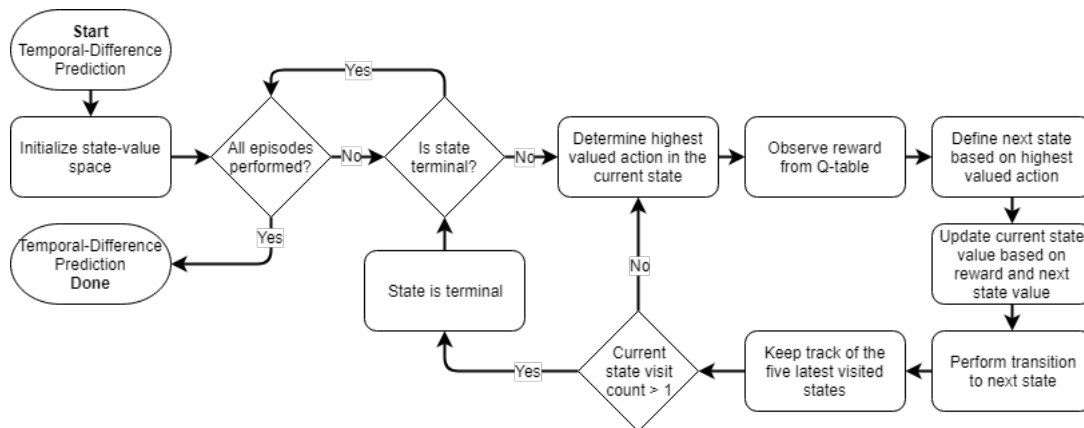 Start
Temporal-Difference
Prediction
Initialize state-value
space
All episodes
performed?
Yes
No
Yes
Temporal-Difference
Prediction
Done
Is state
terminal?
No
Determine highest
valued action in the
current state
Observe reward
from Q-table
Define next state
based on highest
valued action
Update current state
value based on
reward and next
state value
Perform transition
to next state
Keep track of the
five latest visited
states
Current
state visit
count > 1
No
Yes
State is terminal